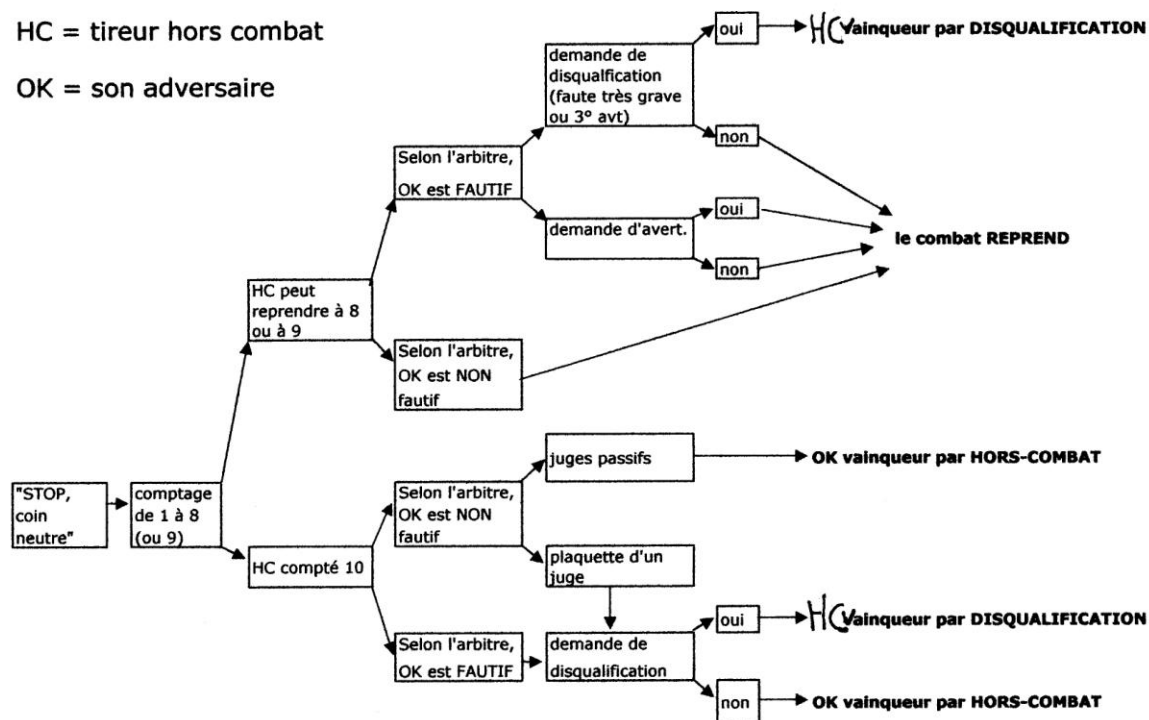 HC = tireur hors combat
OK = son adversaire
"STOP,
coin
neutre"
comptage
de 1 à 8
(ou 9)
HC peut
reprendre à 8
ou à 9
Selon l'arbitre,
OK est FAUTIF
demande de
disqualfication
(faute très grave
ou 3° avt)
oui
HC vainqueur par DISQUALIFICATION
non
demande d'avert.
oui
non
le combat REPREND
Selon l'arbitre,
OK est NON
fautif
HC compté 10
Selon l'arbitre,
OK est NON
fautif
juges passifs
OK vainqueur par HORS-COMBAT
plaquette d'un
juge
Selon l'arbitre,
OK est FAUTIF
demande de
disqualification
oui
HC vainqueur par DISQUALIFICATION
non
OK vainqueur par HORS-COMBAT